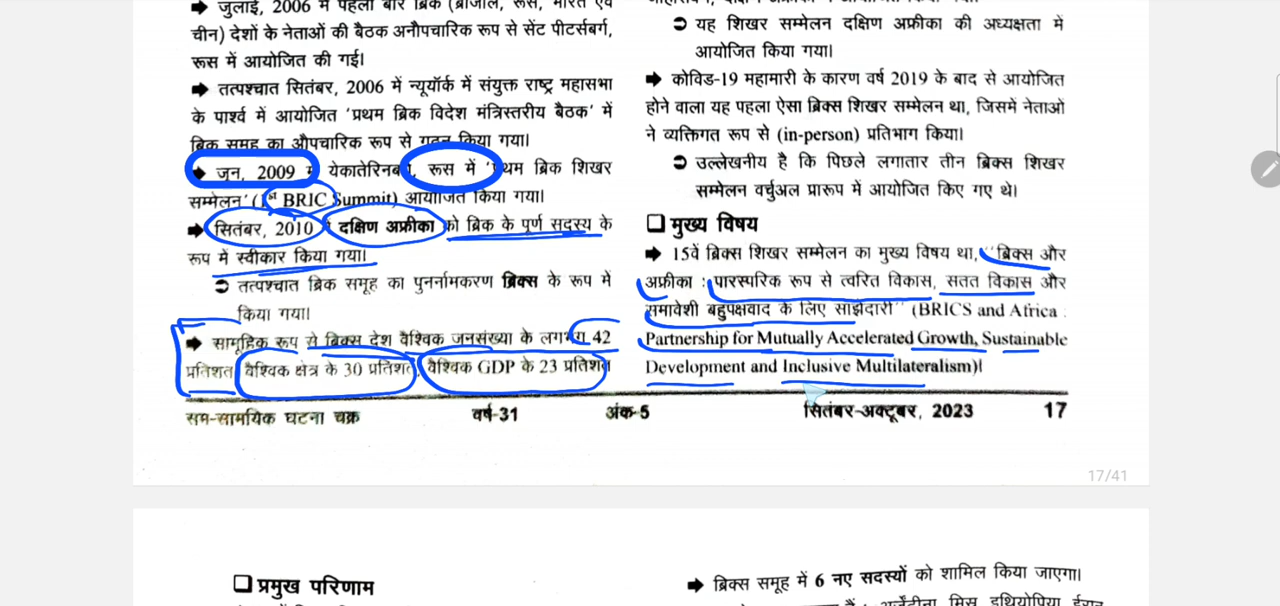 ➡ जुलाई, 2006 में पहली बार ब्रिक (ब्राजील, रूस, भारत एवं
चीन) देशों के नेताओं की बैठक अनौपचारिक रूप से सेंट पीटर्सबर्ग,
रूस में आयोजित की गई।
➡ तत्पश्चात सितंबर, 2006 में न्यूयॉर्क में संयुक्त राष्ट्र महासभा
के पार्श्व में आयोजित 'प्रथम ब्रिक विदेश मंत्रिस्तरीय बैठक' में
ब्रिक समूह का औपचारिक रूप से गठन किया गया।
➡ जून, 2009 में येकातेरिनबर्ग, रूस में 'प्रथम ब्रिक शिखर
सम्मेलन' (1st BRIC Summit) आयोजित किया गया।
➡ सितंबर, 2010 दक्षिण अफ्रीका को ब्रिक के पूर्ण सदस्य के
रूप में स्वीकार किया गया।
⊃ तत्पश्चात ब्रिक समूह का पुनर्नामकरण ब्रिक्स के रूप में
किया गया।
➡ सामूहिक रूप से ब्रिक्स देश वैश्विक जनसंख्या के लगभग 42
प्रतिशत, वैश्विक क्षेत्र के 30 प्रतिशत, वैश्विक GDP के 23 प्रतिशत
⊃ यह शिखर सम्मेलन दक्षिण अफ्रीका की अध्यक्षता में
आयोजित किया गया।
➡ कोविड-19 महामारी के कारण वर्ष 2019 के बाद से आयोजित
होने वाला यह पहला ऐसा ब्रिक्स शिखर सम्मेलन था, जिसमें नेताओं
ने व्यक्तिगत रूप से (in-person) प्रतिभाग किया।
⊃ उल्लेखनीय है कि पिछले लगातार तीन ब्रिक्स शिखर
सम्मेलन वर्चुअल प्रारूप में आयोजित किए गए थे।
❑ मुख्य विषय
➡ 15वें ब्रिक्स शिखर सम्मेलन का मुख्य विषय था, ''ब्रिक्स और
अफ्रीका : पारस्परिक रूप से त्वरित विकास, सतत विकास और
समावेशी बहुपक्षवाद के लिए साझेदारी'' (BRICS and Africa :
Partnership for Mutually Accelerated Growth, Sustainable
Development and Inclusive Multilateralism)।
सम-सामयिक घटना चक्र वर्ष-31 अंक-5 सितंबर-अक्टूबर, 2023 17
17/41
❑ प्रमुख परिणाम
➡ ब्रिक्स समूह में 6 नए सदस्यों को शामिल किया जाएगा।
अर्जेंटीना मिस्र इथियोपिया ईरान